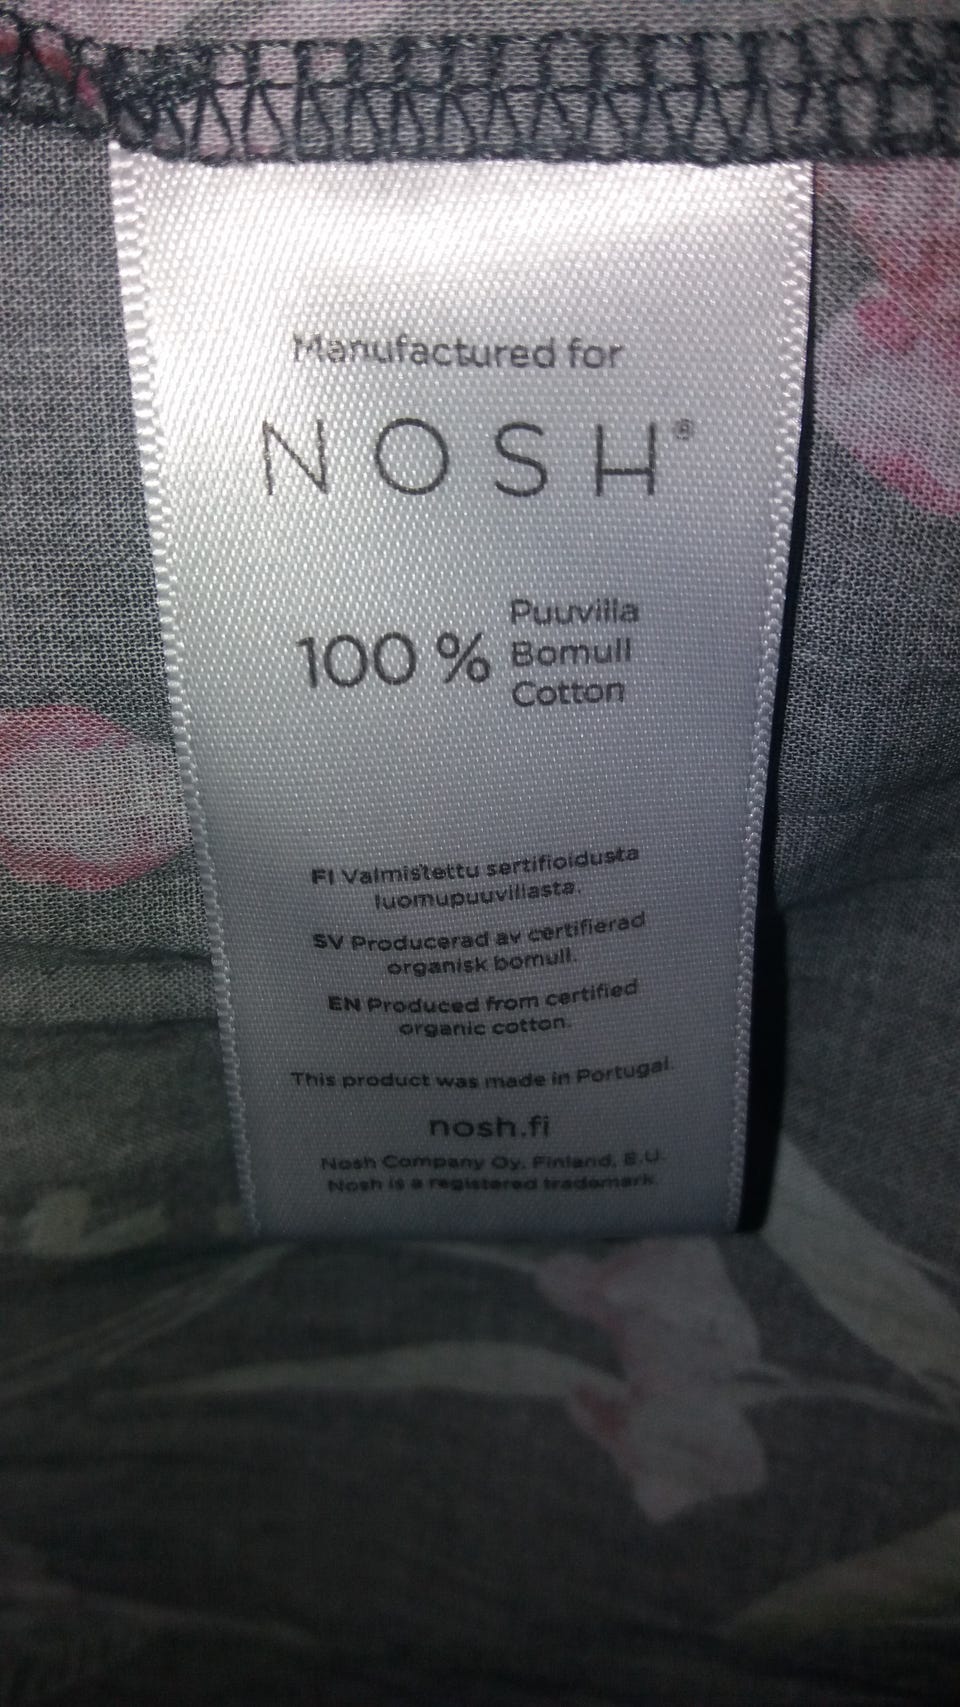 Manufactured for
NOSH®
100 % Puuvilla
Bomull
Cotton
FI Valmistettu sertifioidusta
luomupuuvillasta.
SV Producerad av certifierad
organisk bomull.
EN Produced from certified
organic cotton.
This product was made in Portugal.
nosh.fi
Nosh Company Oy, Finland, E.U.
Nosh is a registered trademark.